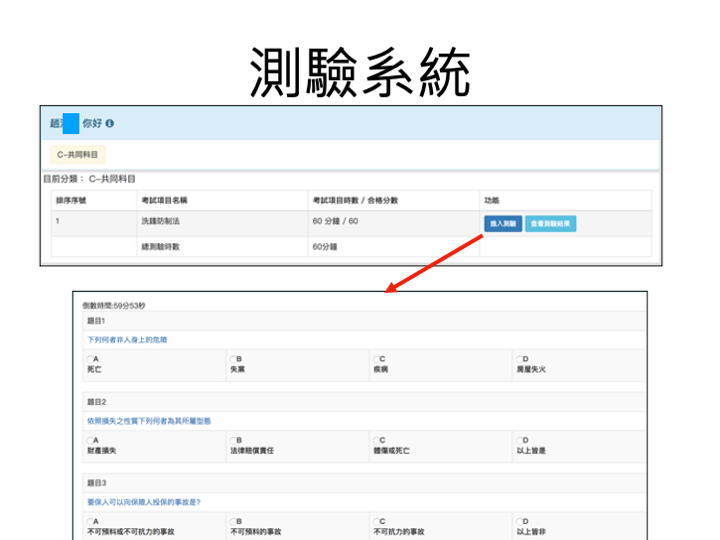 測驗系統
趙 你好
C-共同科目
目前分類： C-共同科目
排序序號 考試項目名稱 考試項目時數 / 合格分數 功能
1 洗錢防制法 60 分鐘 / 60 進入測驗 查看測驗結果
總測驗時數 60分鐘
倒數時間:59分53秒
題目1
下列何者非人身上的危險
A B C D
死亡 失業 疾病 房屋失火
題目2
依照損失之性質下列何者為其所屬型態
A B C D
財產損失 法律賠償責任 體傷或死亡 以上皆是
題目3
要保人可以向保險人投保的事故是?
A B C D
不可預料或不可抗力的事故 不可預料的事故 不可抗力的事故 以上皆非